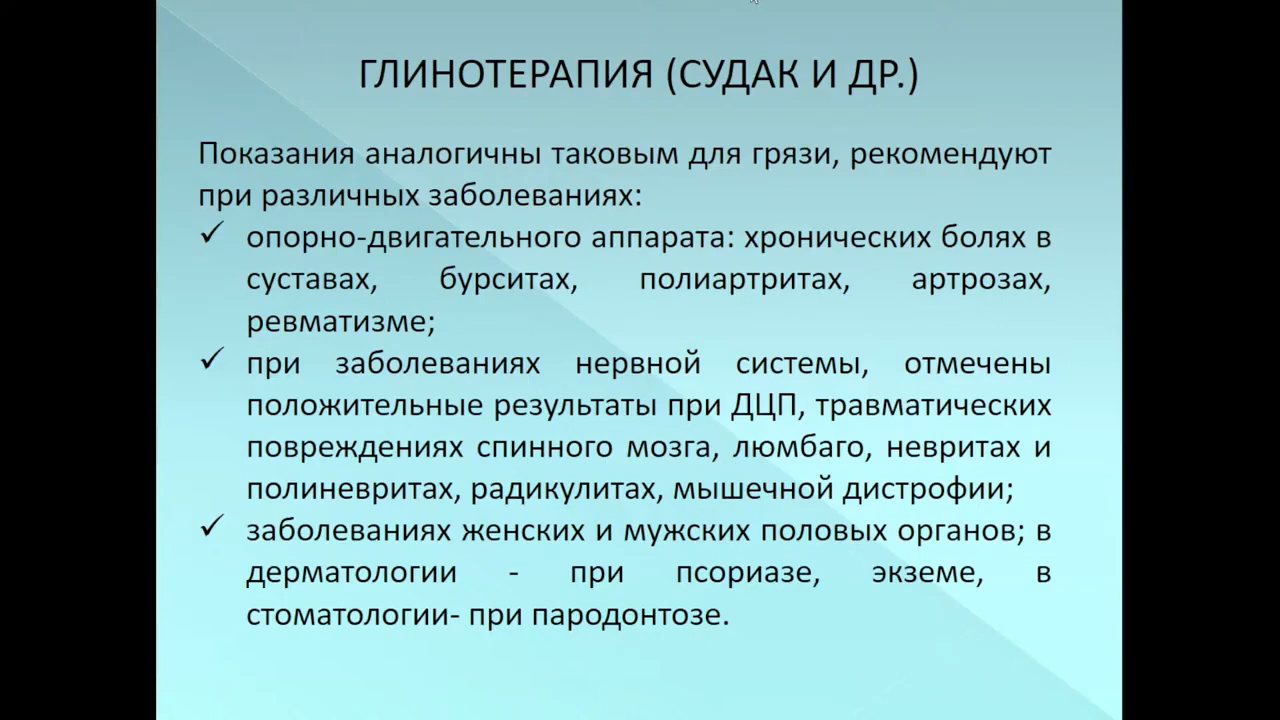 ГЛИНОТЕРАПИЯ (СУДАК И ДР.)
Показания аналогичны таковым для грязи, рекомендуют
при различных заболеваниях:
✓ опорно-двигательного аппарата: хронических болях в
суставах, бурситах, полиартритах, артрозах,
ревматизме;
✓ при заболеваниях нервной системы, отмечены
положительные результаты при ДЦП, травматических
повреждениях спинного мозга, люмбаго, невритах и
полиневритах, радикулитах, мышечной дистрофии;
✓ заболеваниях женских и мужских половых органов; в
дерматологии - при псориазе, экземе, в
стоматологии- при пародонтозе.